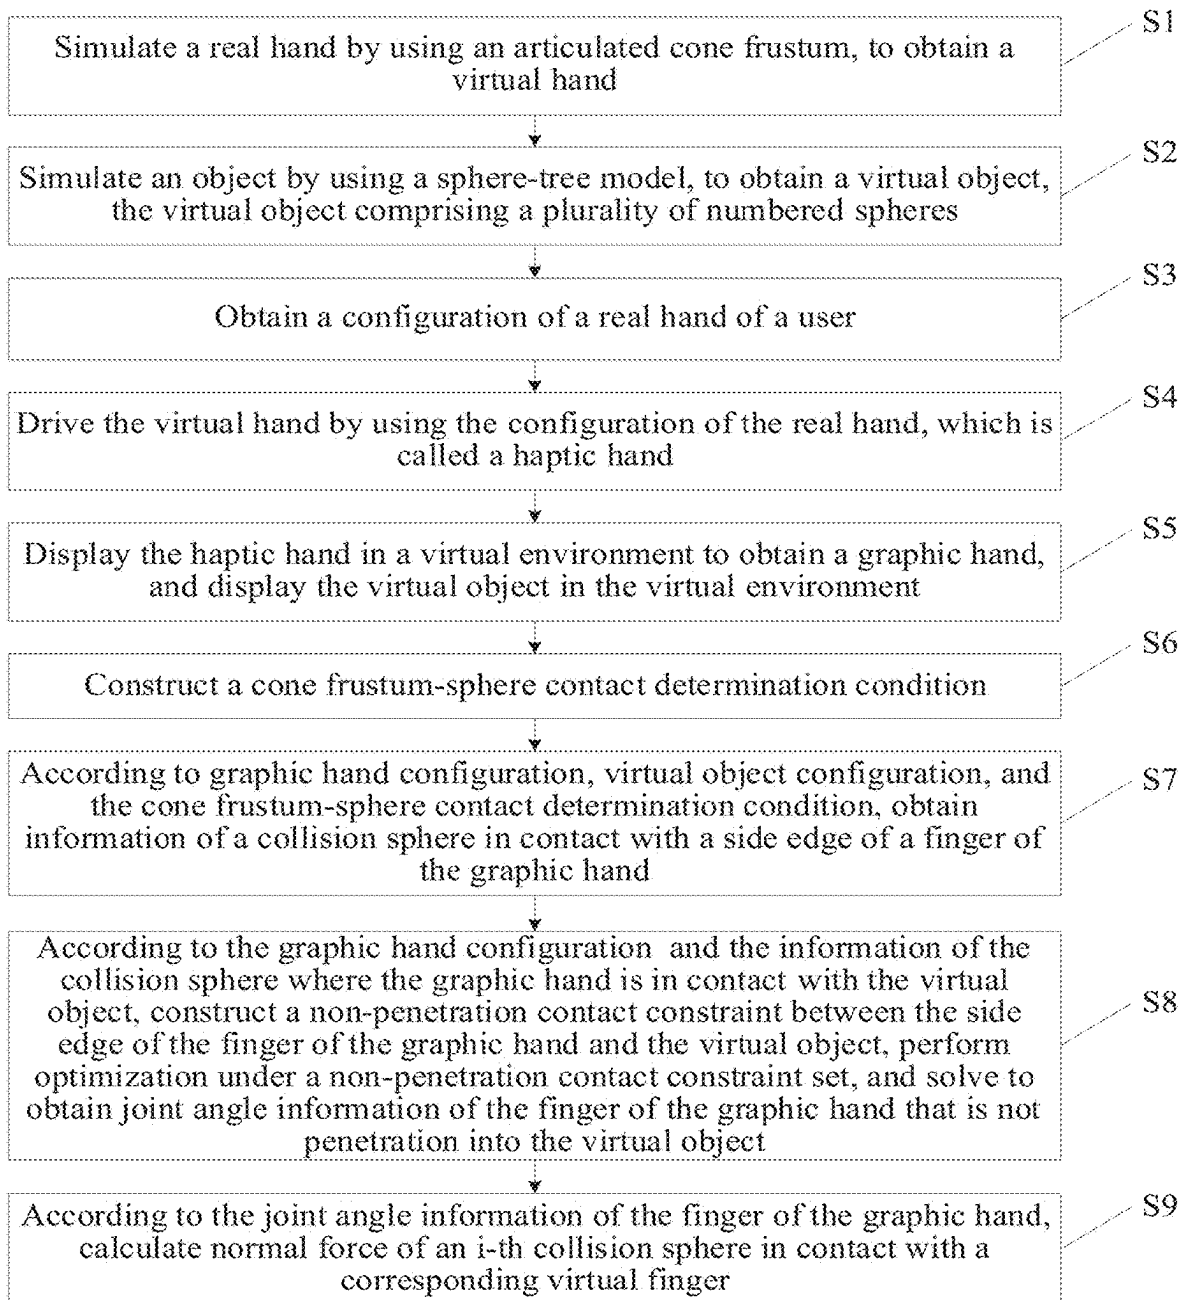 S1
Simulate a real hand by using an articulated cone frustum, to obtain a
virtual hand
S2
Simulate an object by using a sphere-tree model, to obtain a virtual object,
the virtual object comprising a plurality of numbered spheres
S3
Obtain a configuration of a real hand of a user
S4
Drive the virtual hand by using the configuration of the real hand, which is
called a haptic hand
S5
Display the haptic hand in a virtual environment to obtain a graphic hand,
and display the virtual object in the virtual environment
S6
Construct a cone frustum-sphere contact determination condition
S7
According to graphic hand configuration, virtual object configuration, and
the cone frustum-sphere contact determination condition, obtain
information of a collision sphere in contact with a side edge of a finger of
the graphic hand
S8
According to the graphic hand configuration and the information of the
collision sphere where the graphic hand is in contact with the virtual
object, construct a non-penetration contact constraint between the side
edge of the finger of the graphic hand and the virtual object, perform
optimization under a non-penetration contact constraint set, and solve to
obtain joint angle information of the finger of the graphic hand that is not
penetration into the virtual object
S9
According to the joint angle information of the finger of the graphic hand,
calculate normal force of an i-th collision sphere in contact with a
corresponding virtual finger